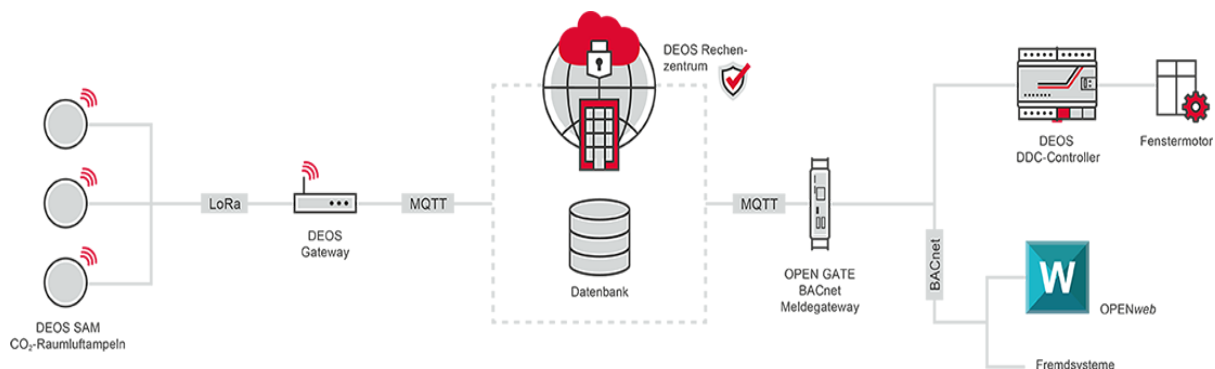 DEOS SAM
CO₂-Raumluftampeln
LoRa
DEOS
Gateway
MQTT
DEOS Rechen-
zentrum
Datenbank
MQTT
OPEN GATE
BACnet
Meldegateway
BACnet
DEOS
DDC-Controller
Fenstermotor
W
OPENweb
Fremdsysteme